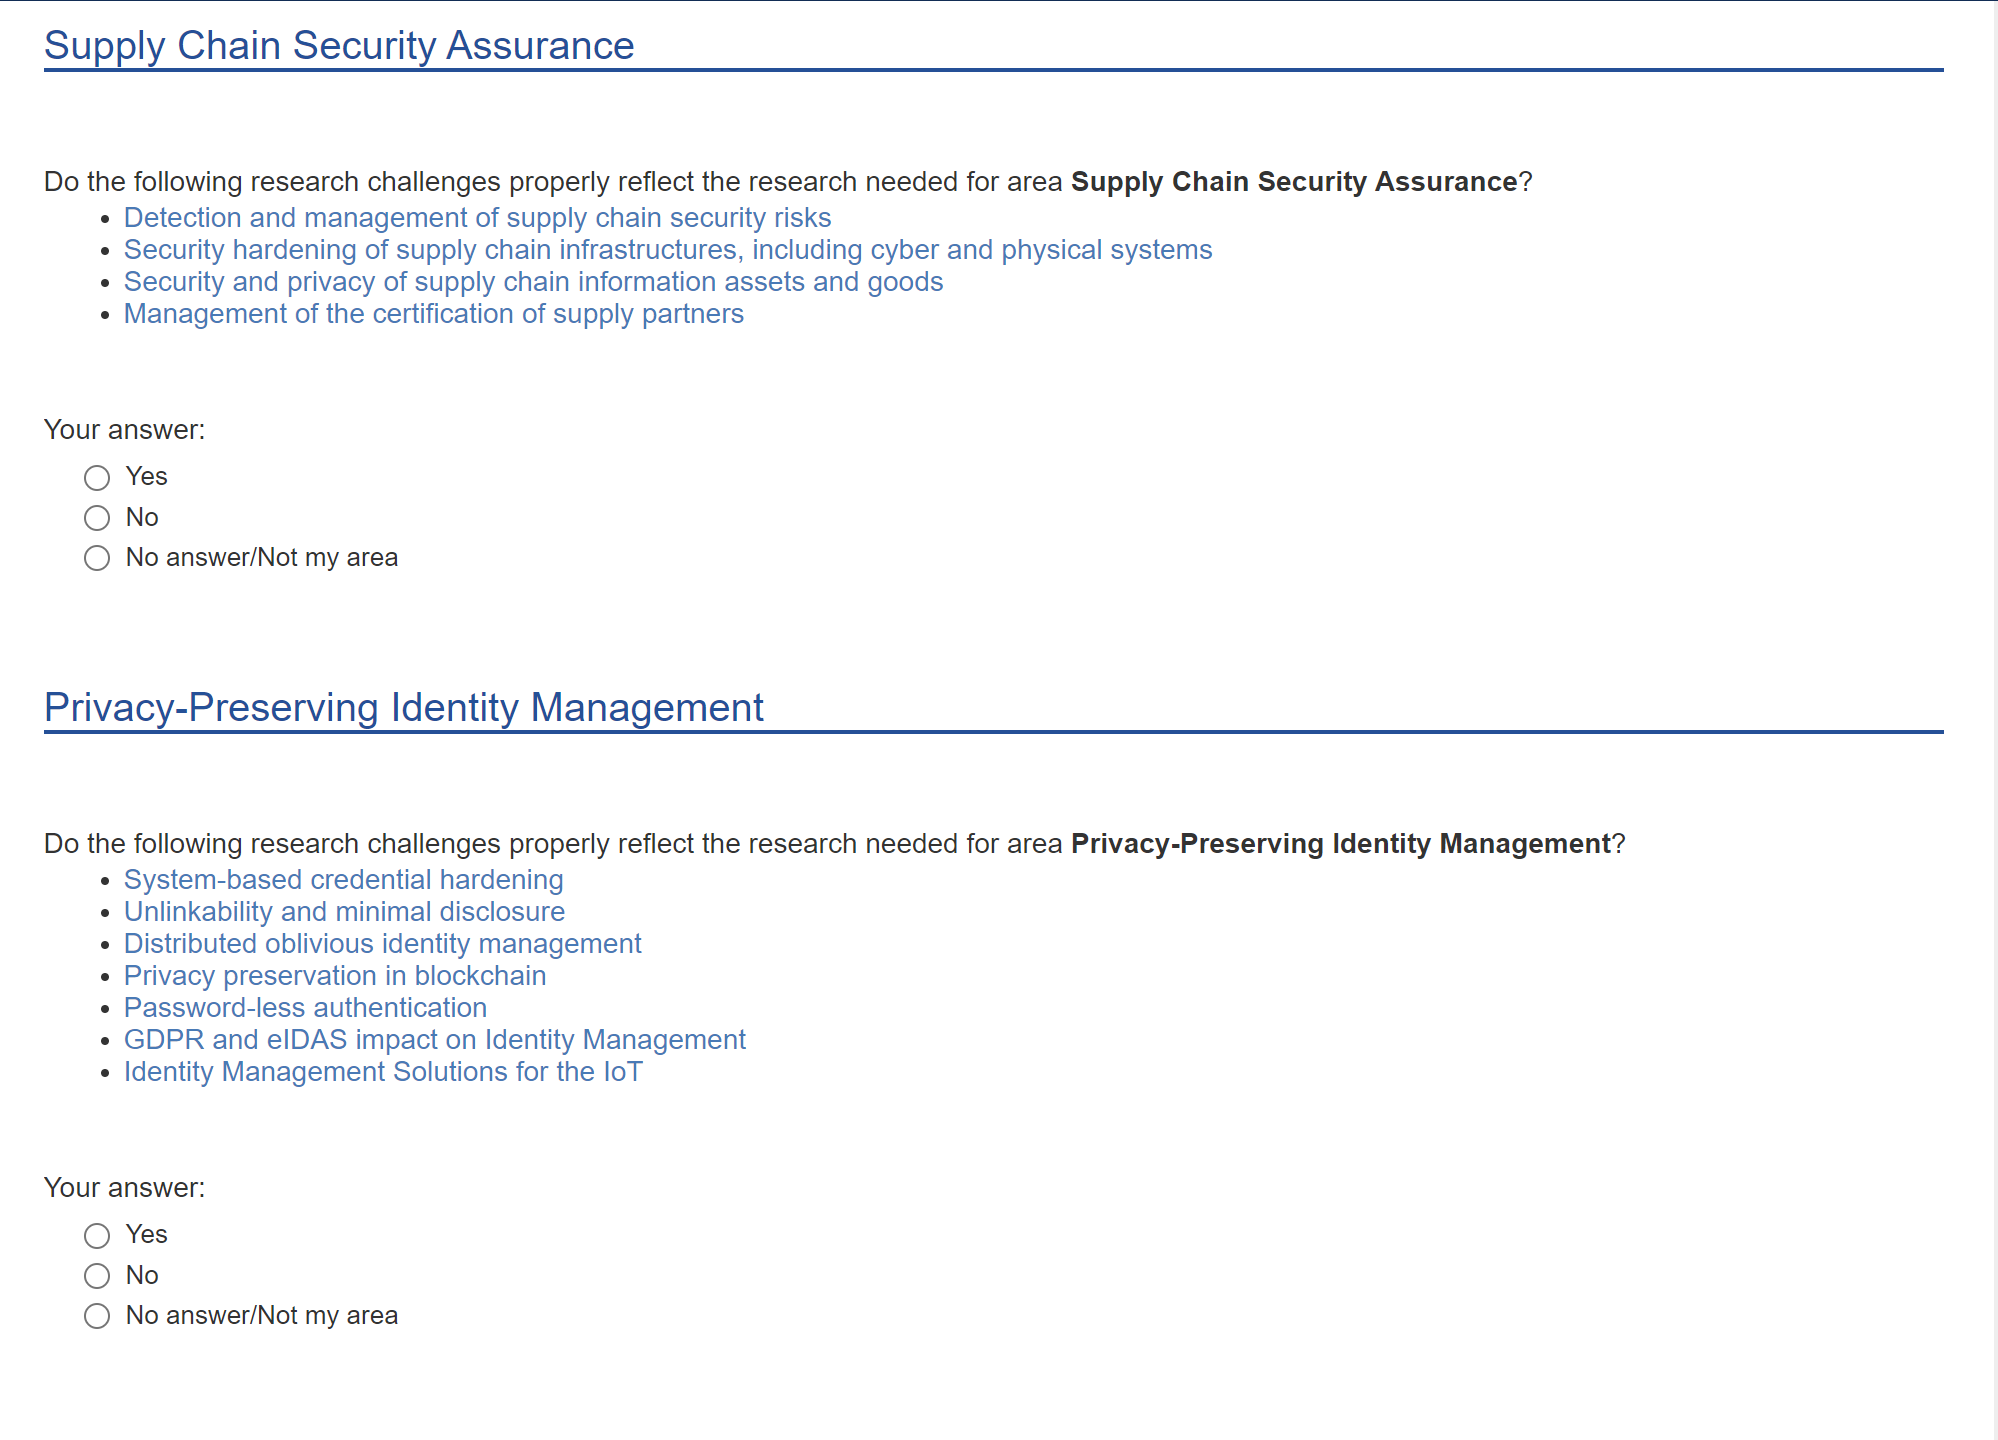 Supply Chain Security Assurance
Do the following research challenges properly reflect the research needed for area Supply Chain Security Assurance?
• Detection and management of supply chain security risks
• Security hardening of supply chain infrastructures, including cyber and physical systems
• Security and privacy of supply chain information assets and goods
• Management of the certification of supply partners
Your answer:
Yes
No
No answer/Not my area
Privacy-Preserving Identity Management
Do the following research challenges properly reflect the research needed for area Privacy-Preserving Identity Management?
• System-based credential hardening
• Unlinkability and minimal disclosure
• Distributed oblivious identity management
• Privacy preservation in blockchain
• Password-less authentication
• GDPR and eIDAS impact on Identity Management
• Identity Management Solutions for the IoT
Your answer:
Yes
No
No answer/Not my area